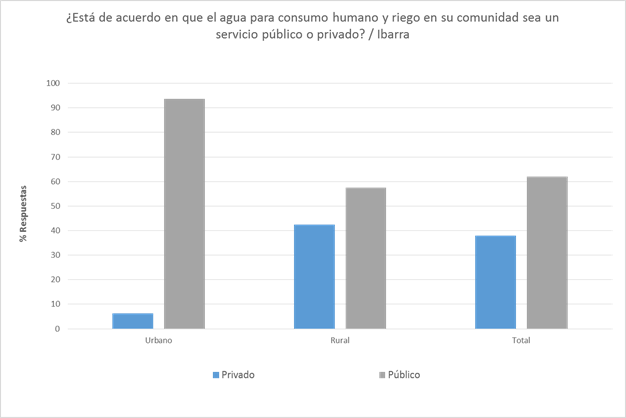 ¿Está de acuerdo en que el agua para consumo humano y riego en su comunidad sea un
servicio público o privado? / Ibarra
100
90
80
70
60
50
40
30
20
10
0
% Respuestas
Urbano Rural Total
Privado Público